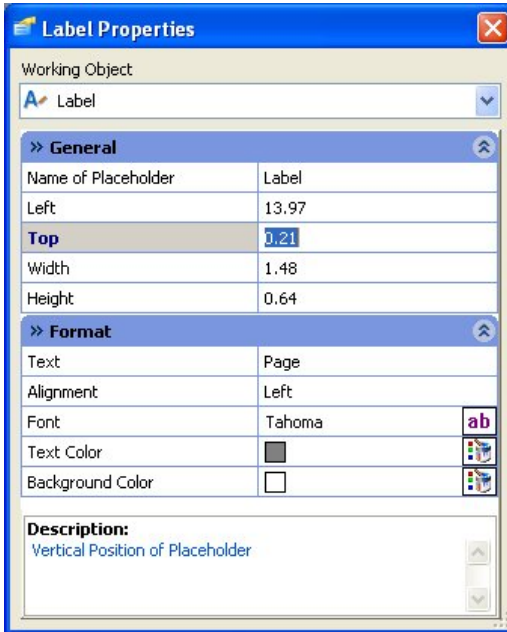 Label Properties
Working Object
A Label
» General
Name of Placeholder Label
Left 13.97
Top 0.21
Width 1.48
Height 0.64
» Format
Text Page
Alignment Left
Font Tahoma ab
Text Color
Background Color
Description:
Vertical Position of Placeholder